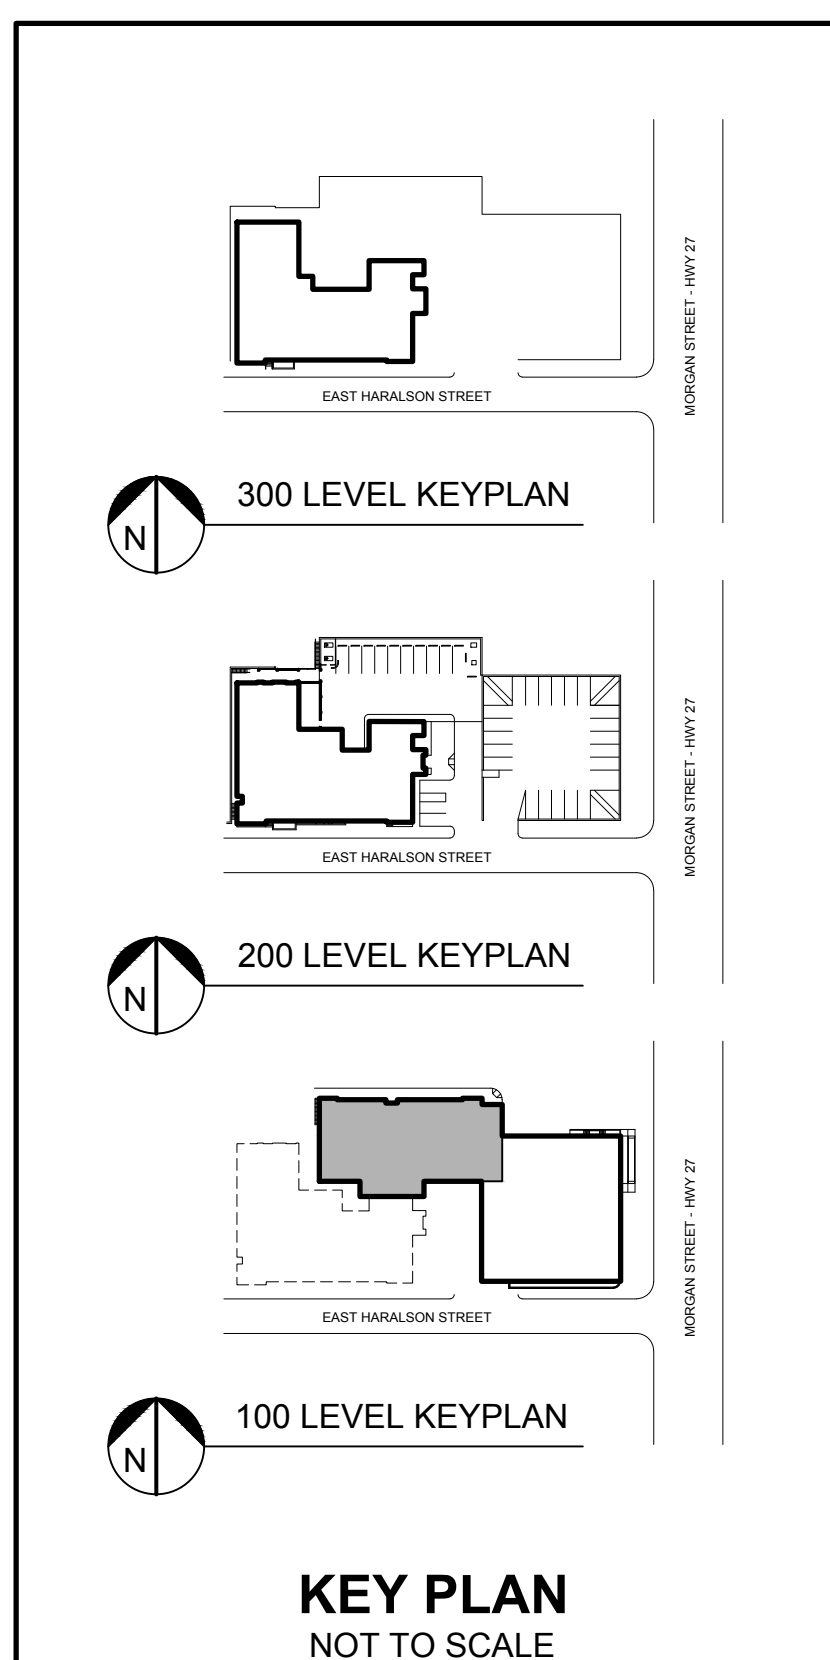 MORGAN STREET - HWY 27
EAST HARALSON STREET
300 LEVEL KEYPLAN
N
MORGAN STREET - HWY 27
EAST HARALSON STREET
200 LEVEL KEYPLAN
N
MORGAN STREET - HWY 27
EAST HARALSON STREET
100 LEVEL KEYPLAN
N
KEY PLAN
NOT TO SCALE